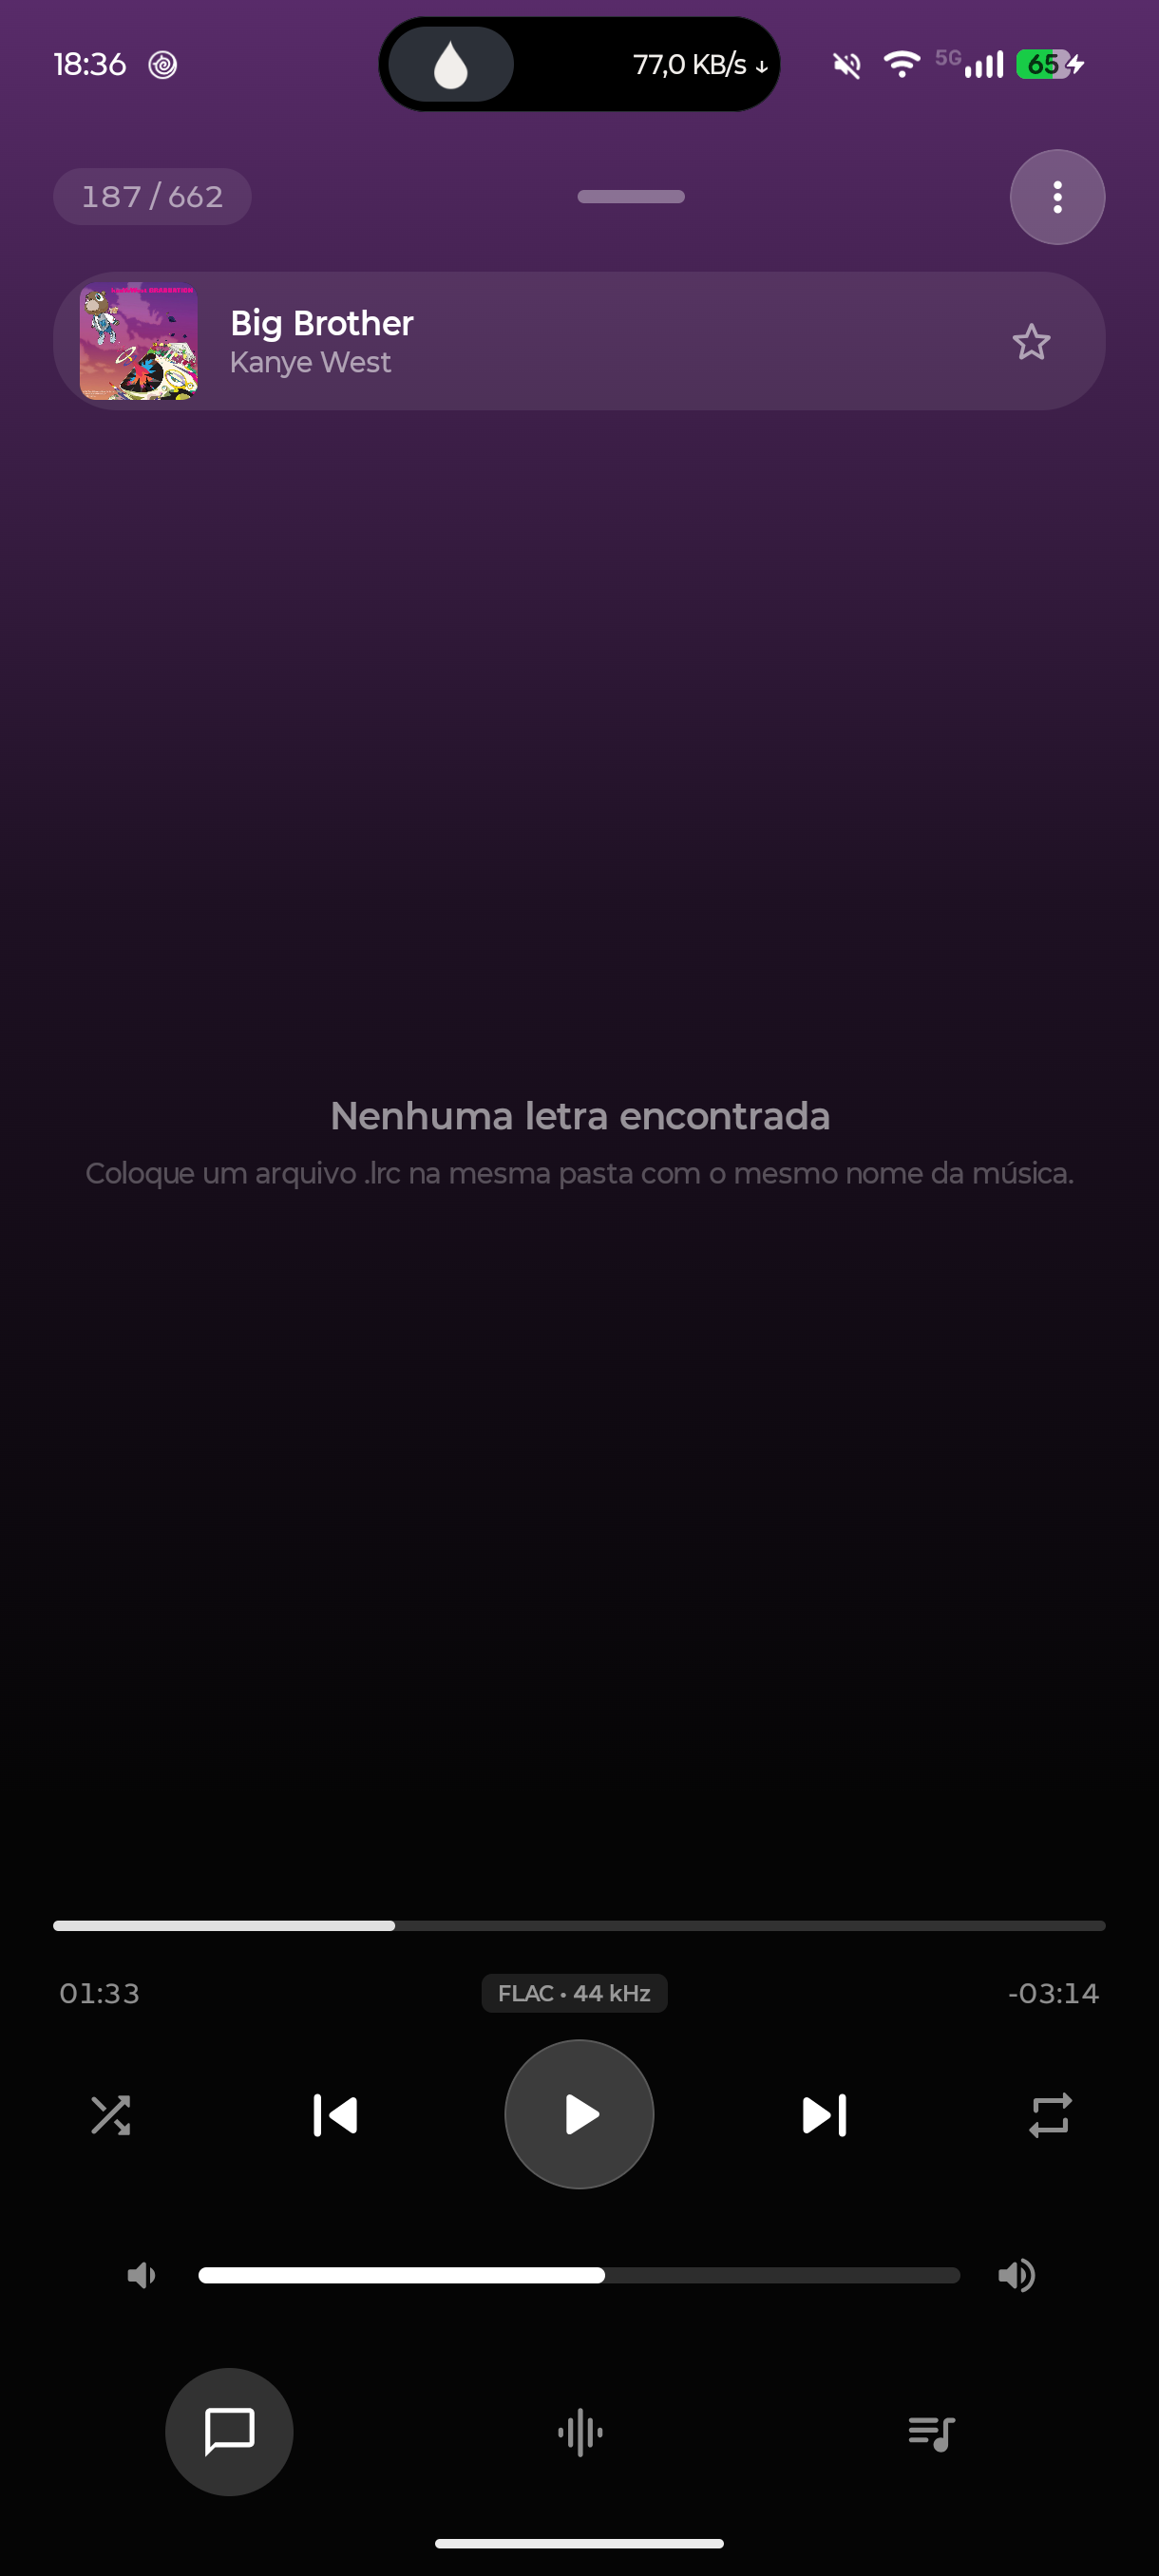 18:36
77,0 KB/s ↓
5G
65
187 / 662
Big Brother
Kanye West
Nenhuma letra encontrada
Coloque um arquivo .lrc na mesma pasta com o mesmo nome da música.
01:33
FLAC • 44 kHz
-03:14